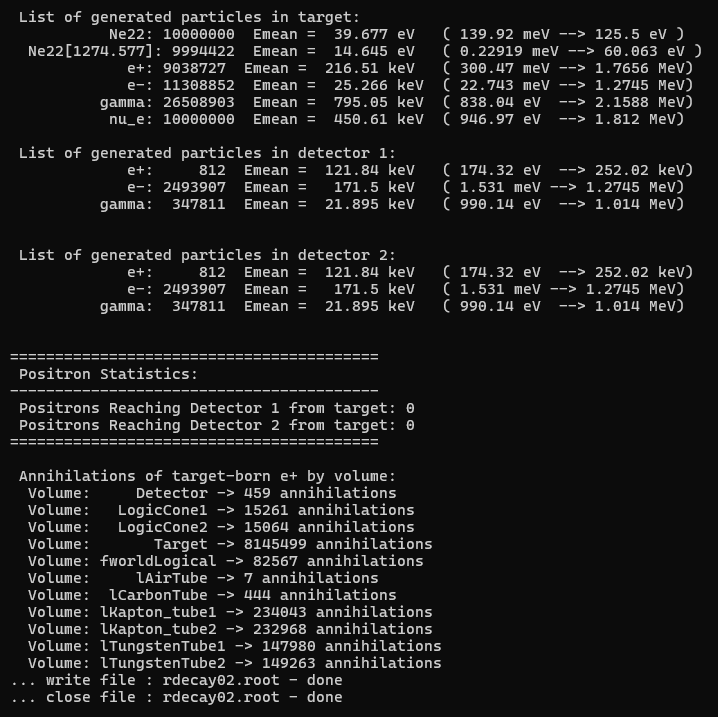 List of generated particles in target:
Ne22: 10000000 Emean = 39.677 eV ( 139.92 meV --> 125.5 eV )
Ne22[1274.577]: 9994422 Emean = 14.645 eV ( 0.22919 meV --> 60.063 eV )
e+: 9038727 Emean = 216.51 keV ( 300.47 meV --> 1.7656 MeV)
e-: 11308852 Emean = 25.266 keV ( 22.743 meV --> 1.2745 MeV)
gamma: 26508903 Emean = 795.05 keV ( 838.04 eV --> 2.1588 MeV)
nu_e: 10000000 Emean = 450.61 keV ( 946.97 eV --> 1.812 MeV)
List of generated particles in detector 1:
e+: 812 Emean = 121.84 keV ( 174.32 eV --> 252.02 keV)
e-: 2493907 Emean = 171.5 keV ( 1.531 meV --> 1.2745 MeV)
gamma: 347811 Emean = 21.895 keV ( 990.14 eV --> 1.014 MeV)
List of generated particles in detector 2:
e+: 812 Emean = 121.84 keV ( 174.32 eV --> 252.02 keV)
e-: 2493907 Emean = 171.5 keV ( 1.531 meV --> 1.2745 MeV)
gamma: 347811 Emean = 21.895 keV ( 990.14 eV --> 1.014 MeV)
=========================================
Positron Statistics:
-----------------------------------------
Positrons Reaching Detector 1 from target: 0
Positrons Reaching Detector 2 from target: 0
=========================================
Annihilations of target-born e+ by volume:
Volume: Detector -> 459 annihilations
Volume: LogicCone1 -> 15261 annihilations
Volume: LogicCone2 -> 15064 annihilations
Volume: Target -> 8145499 annihilations
Volume: fworldLogical -> 82567 annihilations
Volume: lAirTube -> 7 annihilations
Volume: lCarbonTube -> 444 annihilations
Volume: lKapton_tube1 -> 234043 annihilations
Volume: lKapton_tube2 -> 232968 annihilations
Volume: lTungstenTube1 -> 147980 annihilations
Volume: lTungstenTube2 -> 149263 annihilations
... write file : rdecay02.root - done
... close file : rdecay02.root - done